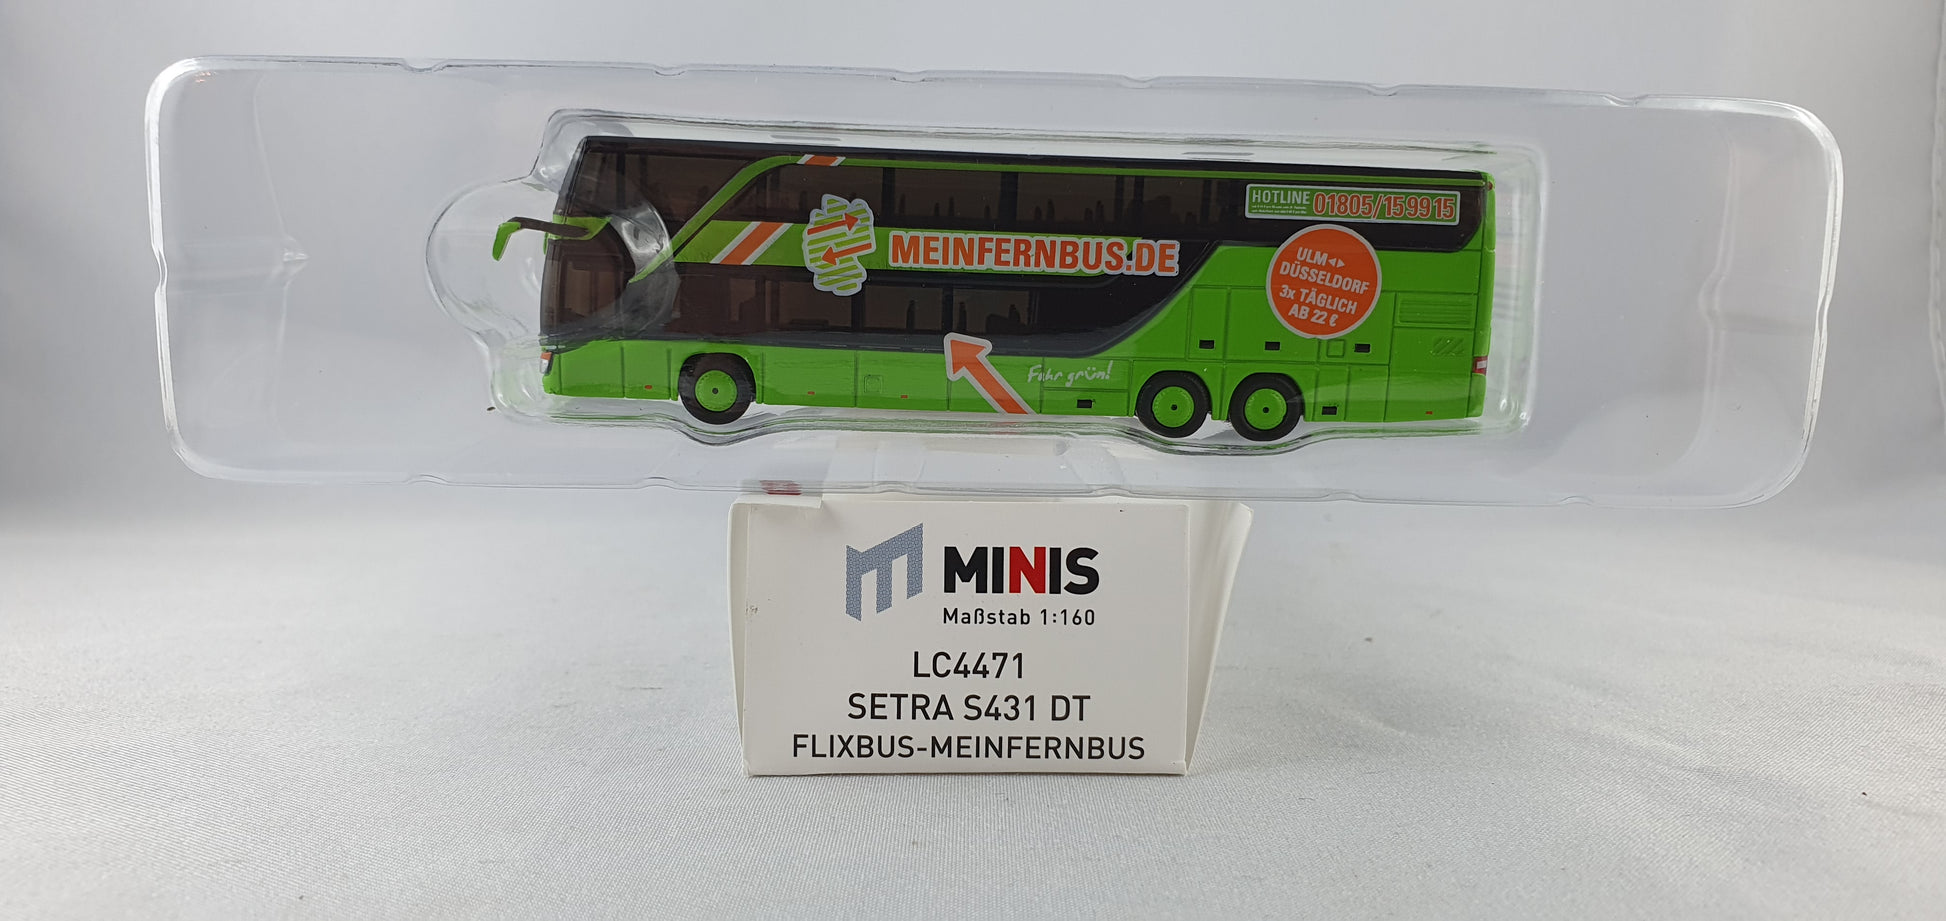 HOTLINE 01805/159915
MEINFERNBUS.DE
ULM◂▸
DÜSSELDORF
3x TÄGLICH
AB 22 €
Fahr grün!
MINIS
Maßstab 1:160
LC4471
SETRA S431 DT
FLIXBUS-MEINFERNBUS